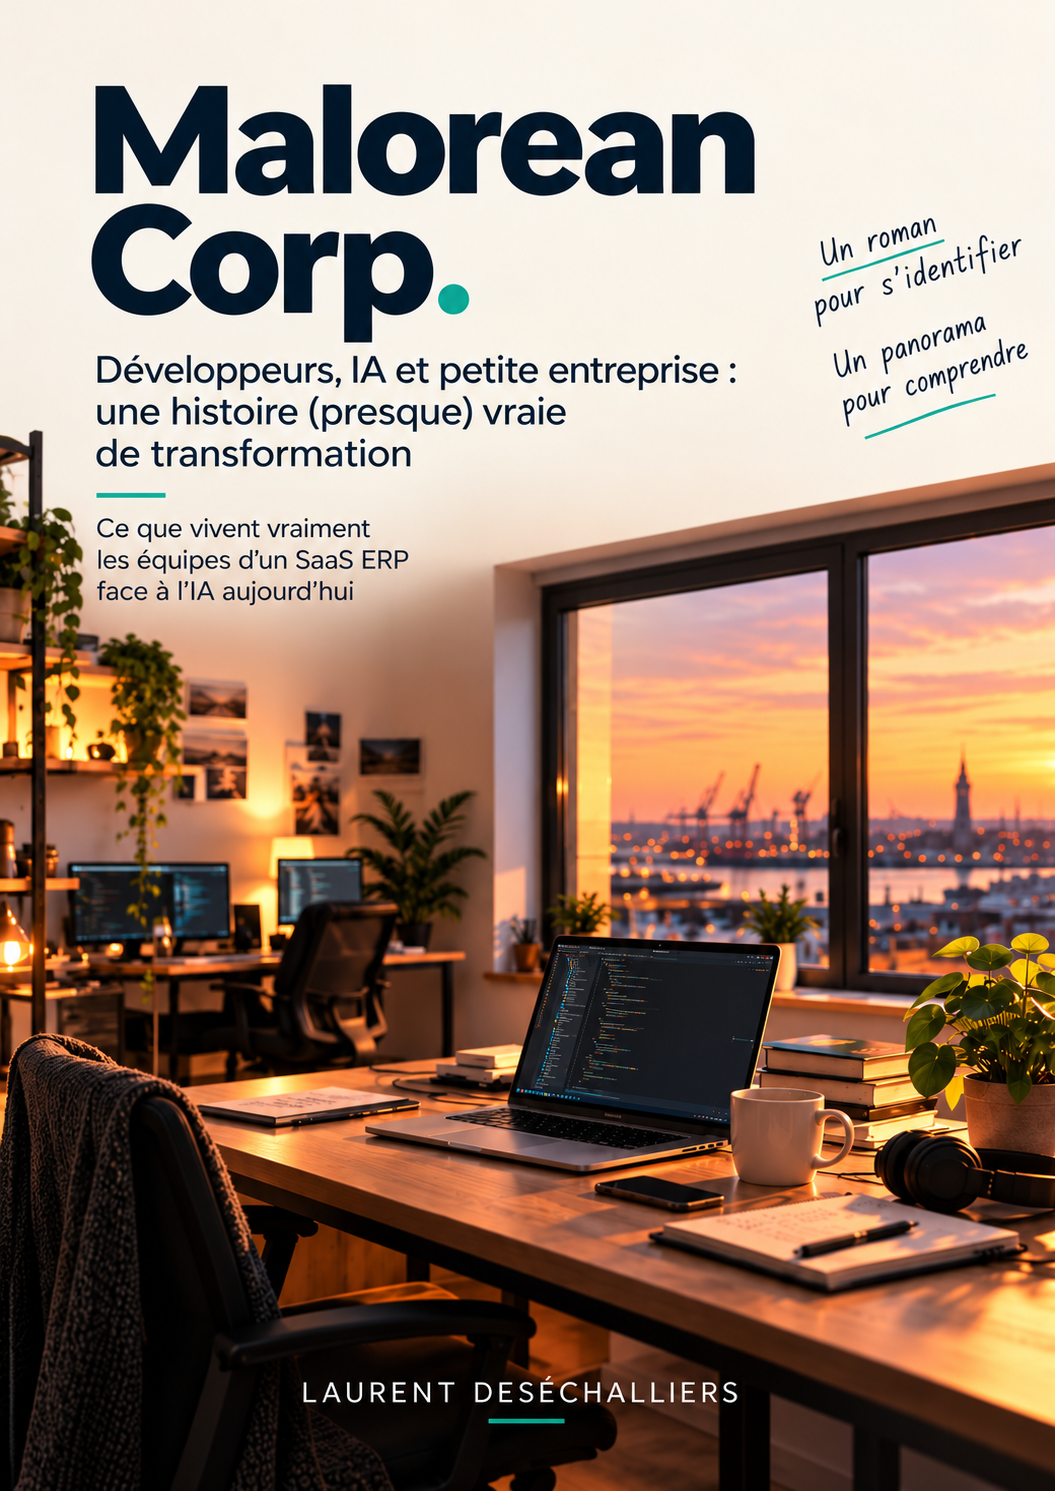 Malorean
Corp.
Développeurs, IA et petite entreprise :
une histoire (presque) vraie
de transformation
Ce que vivent vraiment
les équipes d’un SaaS ERP
face à l’IA aujourd’hui
Un roman
pour s’identifier
Un panorama
pour comprendre
LAURENT DESÉCHALLIERS